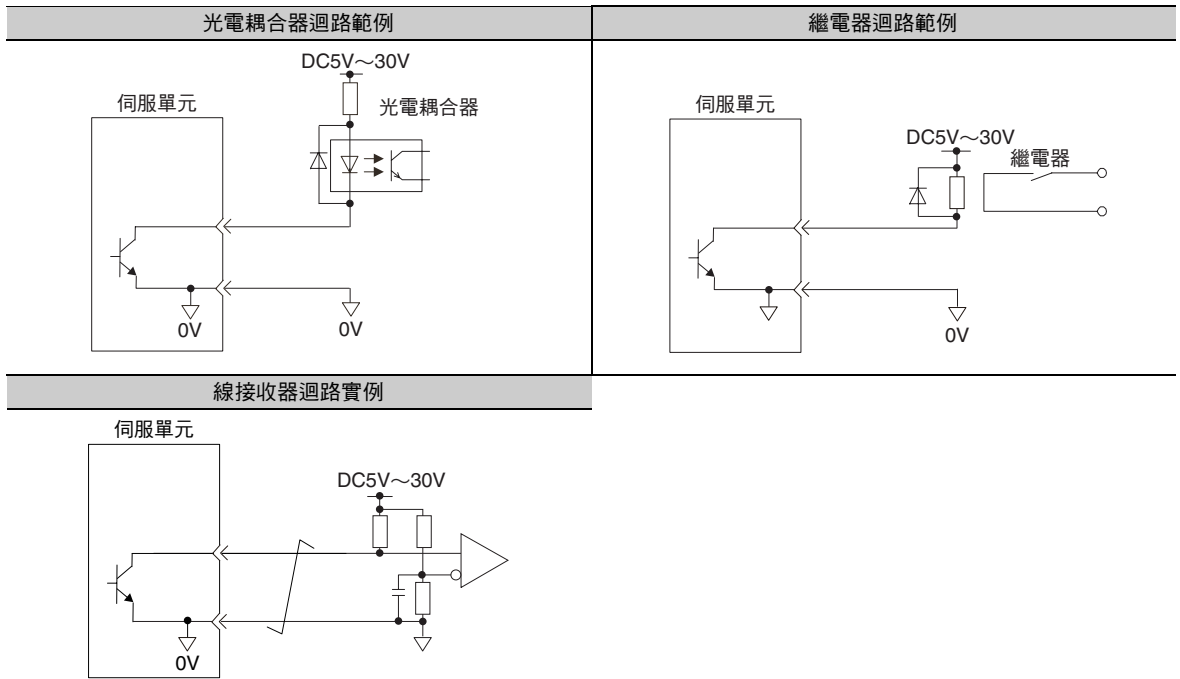 光電耦合器迴路範例
繼電器迴路範例
DC5V～30V
伺服單元
光電耦合器
0V
0V
伺服單元
DC5V～30V
繼電器
0V
線接收器迴路實例
伺服單元
DC5V～30V
0V